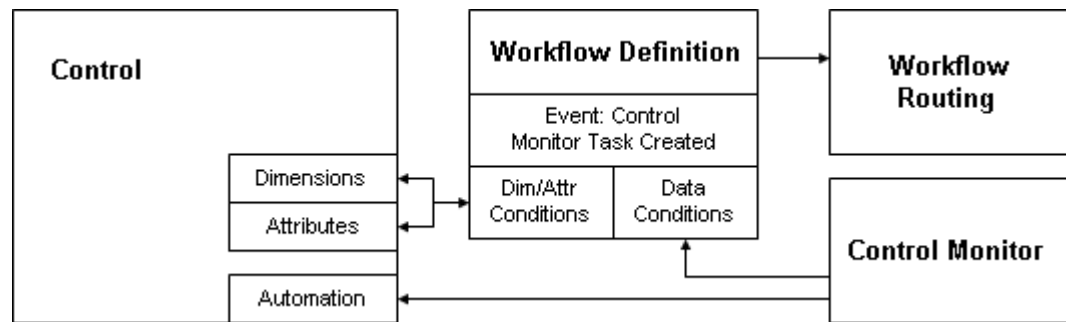 Control
Dimensions
Attributes
Automation
Workflow Definition
Event: Control
Monitor Task Created
Dim/Attr
Conditions
Data
Conditions
Workflow
Routing
Control Monitor